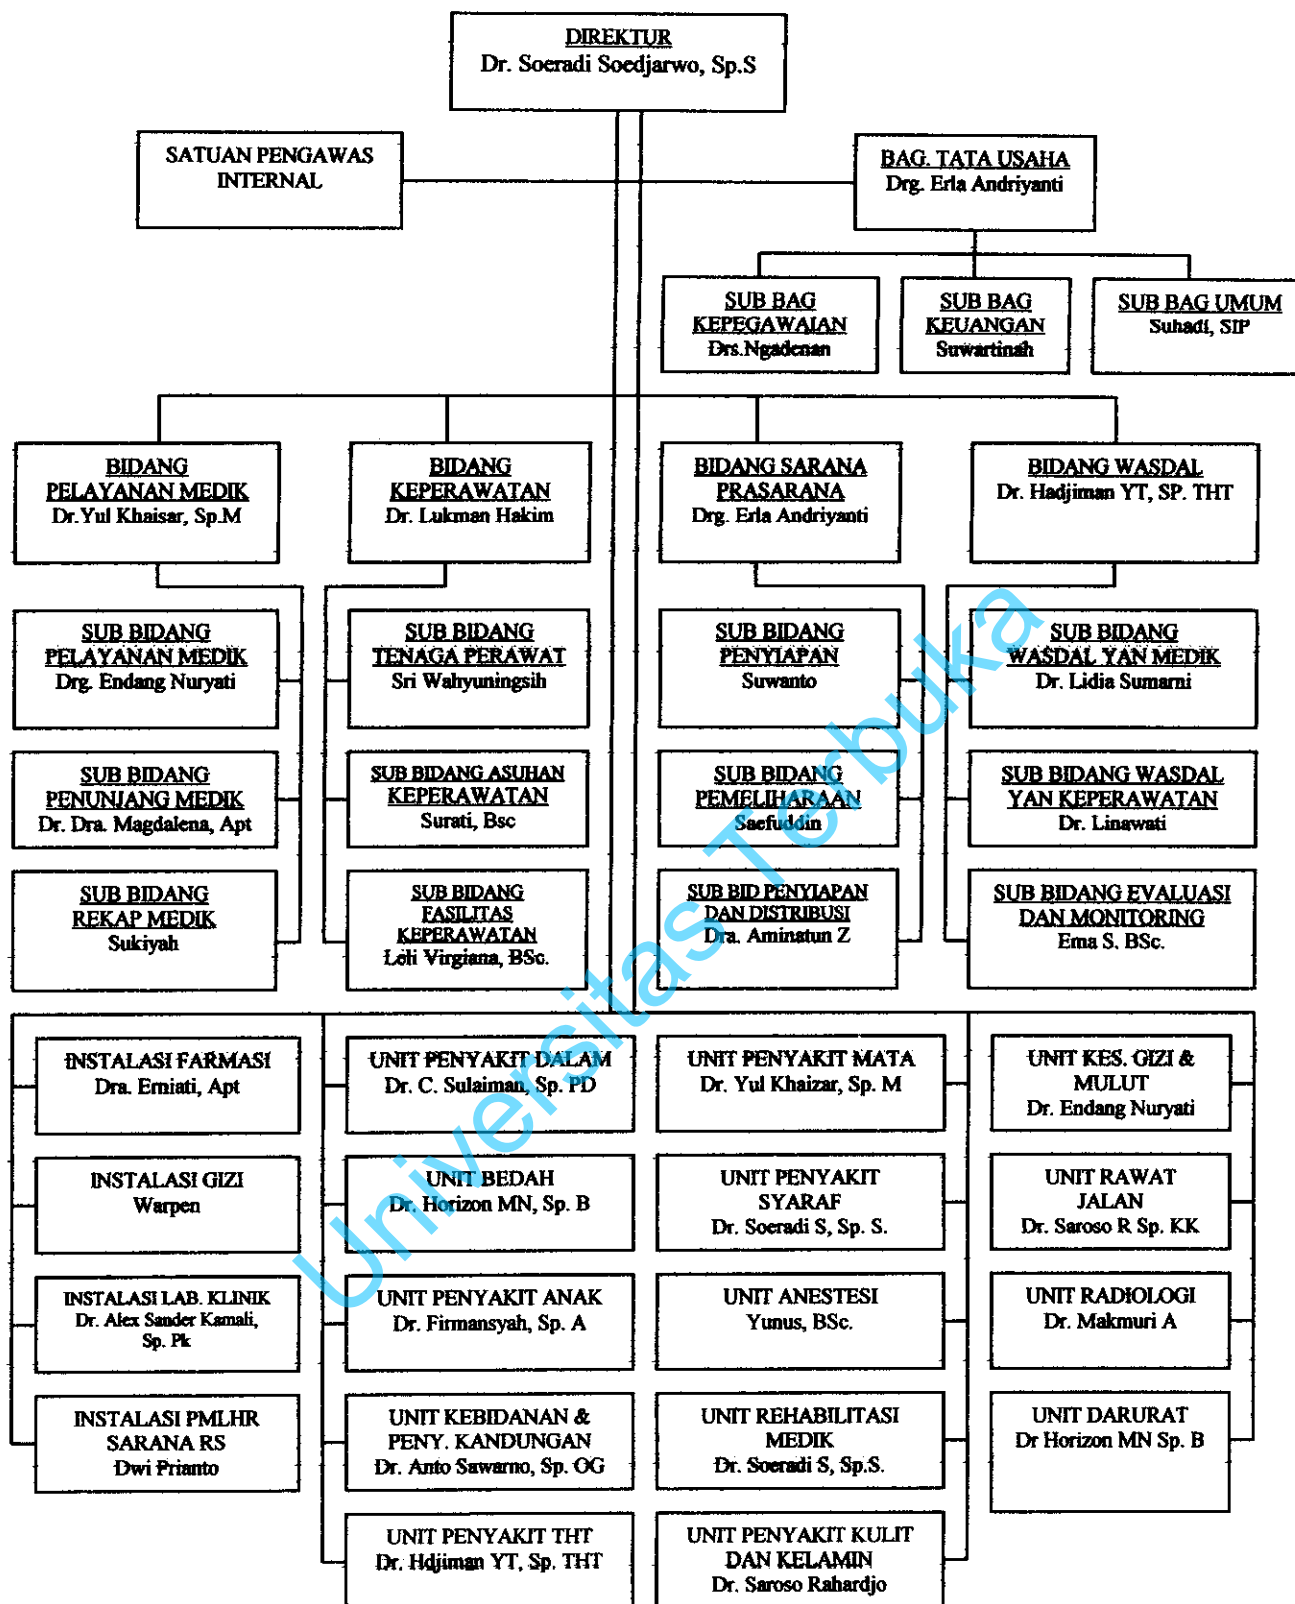 DIREKTUR
Dr. Soeradi Soedjarwo, Sp.S
SATUAN PENGAWAS
INTERNAL
BAG. TATA USAHA
Drg. Erla Andriyanti
SUB BAG
KEPEGAWAIAN
Drs.Ngadenan
SUB BAG
KEUANGAN
Suwartinah
SUB BAG UMUM
Suhadi, SIP
BIDANG
PELAYANAN MEDIK
Dr.Yul Khaisar, Sp.M
BIDANG
KEPERAWATAN
Dr. Lukman Hakim
BIDANG SARANA
PRASARANA
Drg. Erla Andriyanti
BIDANG WASDAL
Dr. Hadjiman YT, SP. THT
SUB BIDANG
PELAYANAN MEDIK
Drg. Endang Nuryati
SUB BIDANG
TENAGA PERAWAT
Sri Wahyuningsih
SUB BIDANG
PENYIAPAN
Suwanto
SUB BIDANG
WASDAL YAN MEDIK
Dr. Lidia Sumarni
SUB BIDANG
PENUNJANG MEDIK
Dr. Dra. Magdalena, Apt
SUB BIDANG ASUHAN
KEPERAWATAN
Surati, Bsc
SUB BIDANG
PEMELIHARAAN
Saefuddin
SUB BIDANG WASDAL
YAN KEPERAWATAN
Dr. Linawati
SUB BIDANG
REKAP MEDIK
Sukiyah
SUB BIDANG
FASILITAS
KEPERAWATAN
Leli Virgiana, BSc.
SUB BID PENYIAPAN
DAN DISTRIBUSI
Dra. Aminatun Z
SUB BIDANG EVALUASI
DAN MONITORING
Erna S. BSc.
INSTALASI FARMASI
Dra. Erniati, Apt
UNIT PENYAKIT DALAM
Dr. C. Sulaiman, Sp. PD
UNIT PENYAKIT MATA
Dr. Yul Khaizar, Sp. M
UNIT KES. GIZI &
MULUT
Dr. Endang Nuryati
INSTALASI GIZI
Warpen
UNIT BEDAH
Dr. Horizon MN, Sp. B
UNIT PENYAKIT
SYARAF
Dr. Soeradi S, Sp. S.
UNIT RAWAT
JALAN
Dr. Saroso R Sp. KK
INSTALASI LAB. KLINIK
Dr. Alex Sander Kamali,
Sp. Pk
UNIT PENYAKIT ANAK
Dr. Firmansyah, Sp. A
UNIT ANESTESI
Yunus, BSc.
UNIT RADIOLOGI
Dr. Makmuri A
INSTALASI PMLHR
SARANA RS
Dwi Prianto
UNIT KEBIDANAN &
PENY. KANDUNGAN
Dr. Anto Sawarno, Sp. OG
UNIT REHABILITASI
MEDIK
Dr. Soeradi S, Sp.S.
UNIT DARURAT
Dr Horizon MN Sp. B
UNIT PENYAKIT THT
Dr. Hdjiman YT, Sp. THT
UNIT PENYAKIT KULIT
DAN KELAMIN
Dr. Saroso Rahardjo
Universitas Terbuka